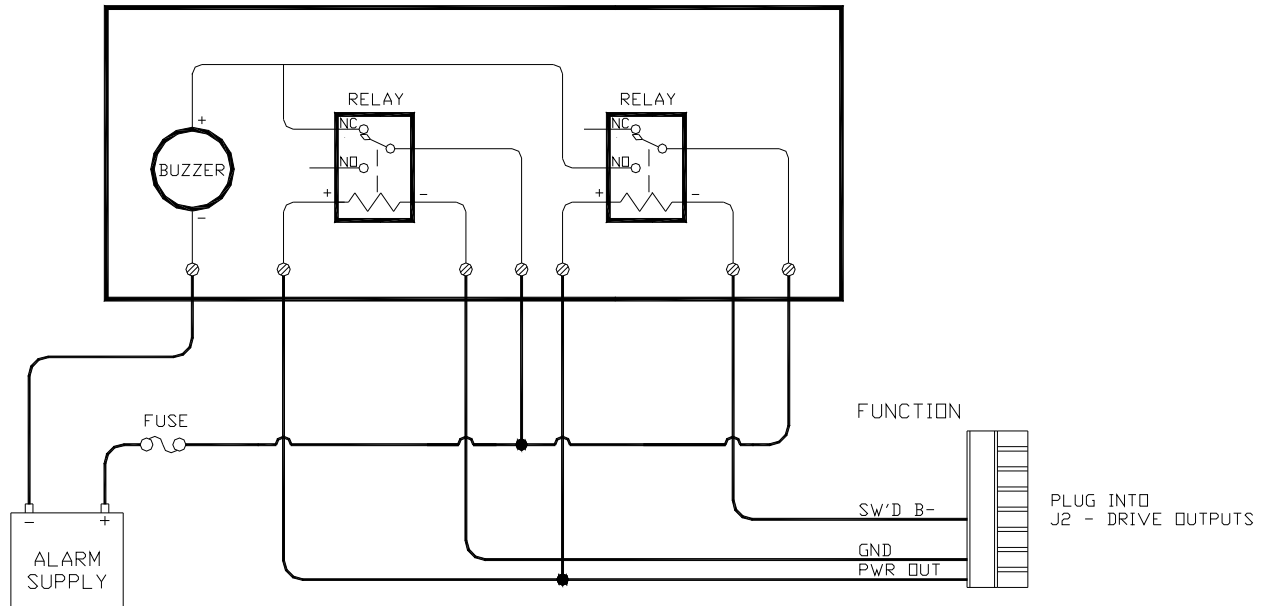 RELAY
RELAY
NC
NC
+
BUZZER
NO
NO
+
-
+
-
-
FUSE
FUNCTION
SW'D B-
PLUG INTO
J2 - DRIVE OUTPUTS
- +
ALARM
SUPPLY
GND
PWR OUT